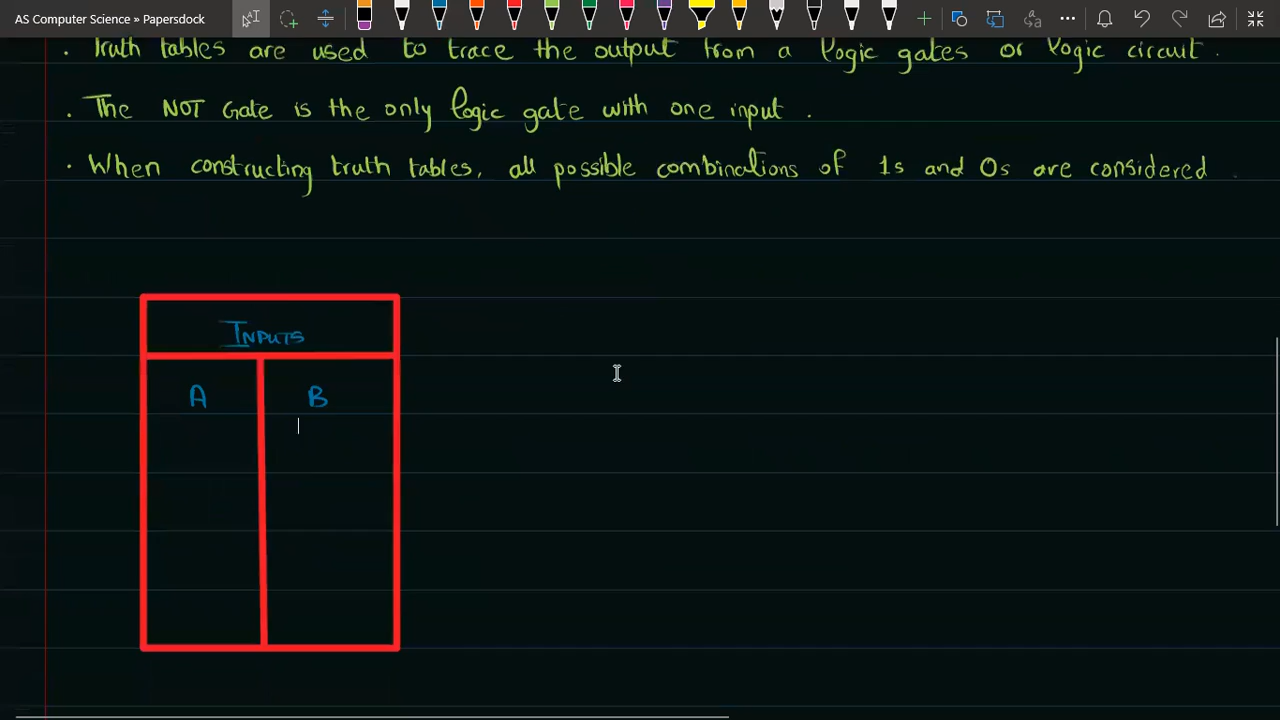 AS Computer Science » Papersdock
· Truth tables are used to trace the output from a logic gates or logic circuit.
· The NOT Gate is the only logic gate with one input.
· When constructing truth tables, all possible combinations of 1s and 0s are considered.
INPUTS
A B